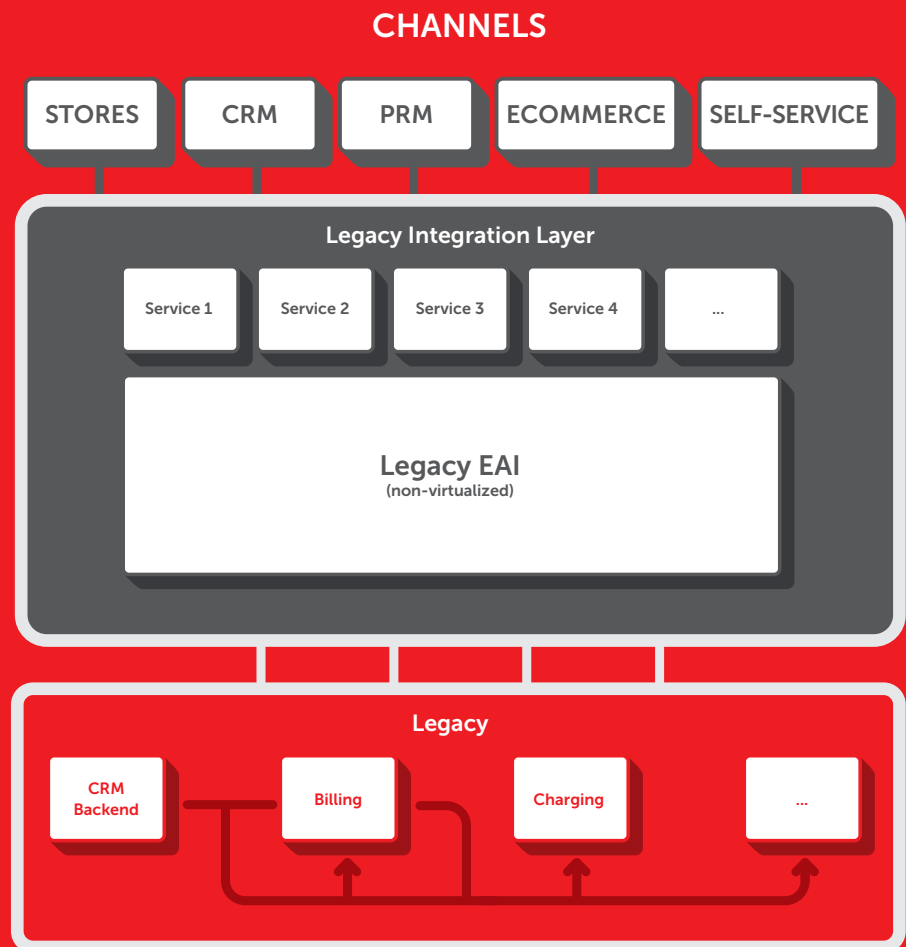 CHANNELS
STORES
CRM
PRM
ECOMMERCE
SELF-SERVICE
Legacy Integration Layer
Service 1
Service 2
Service 3
Service 4
...
Legacy EAI
(non-virtualized)
Legacy
CRM
Backend
Billing
Charging
...